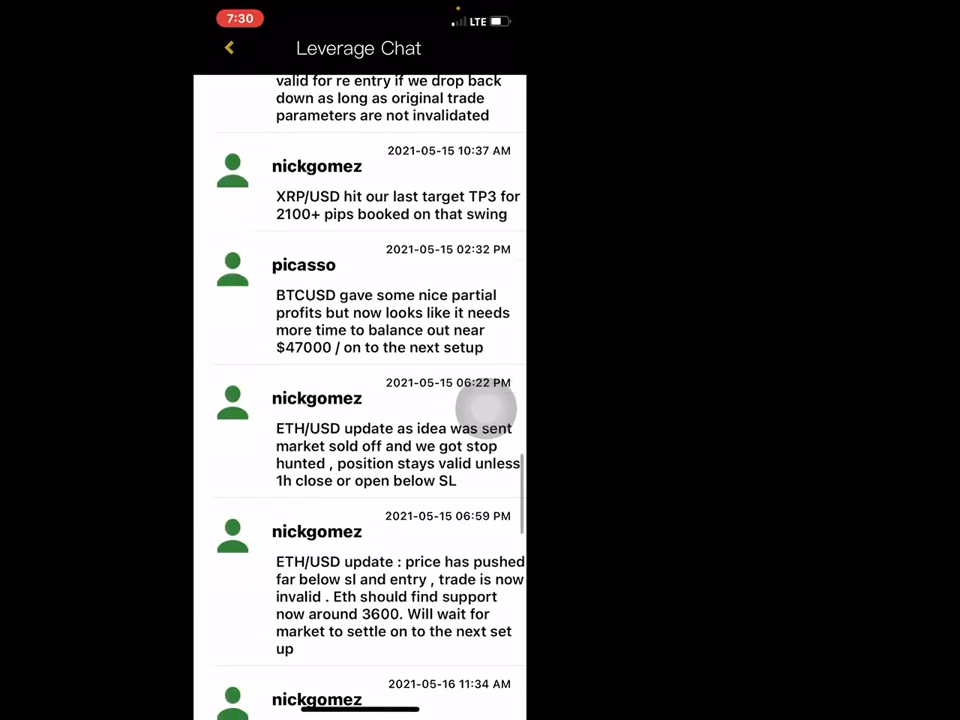 7:30
LTE
Leverage Chat
valid for re entry if we drop back
down as long as original trade
parameters are not invalidated
2021-05-15 10:37 AM
nickgomez
XRP/USD hit our last target TP3 for
2100+ pips booked on that swing
2021-05-15 02:32 PM
picasso
BTCUSD gave some nice partial
profits but now looks like it needs
more time to balance out near
$47000 / on to the next setup
2021-05-15 06:22 PM
nickgomez
ETH/USD update as idea was sent
market sold off and we got stop
hunted , position stays valid unless
1h close or open below SL
2021-05-15 06:59 PM
nickgomez
ETH/USD update : price has pushed
far below sl and entry , trade is now
invalid . Eth should find support
now around 3600. Will wait for
market to settle on to the next set
up
2021-05-16 11:34 AM
nickgomez